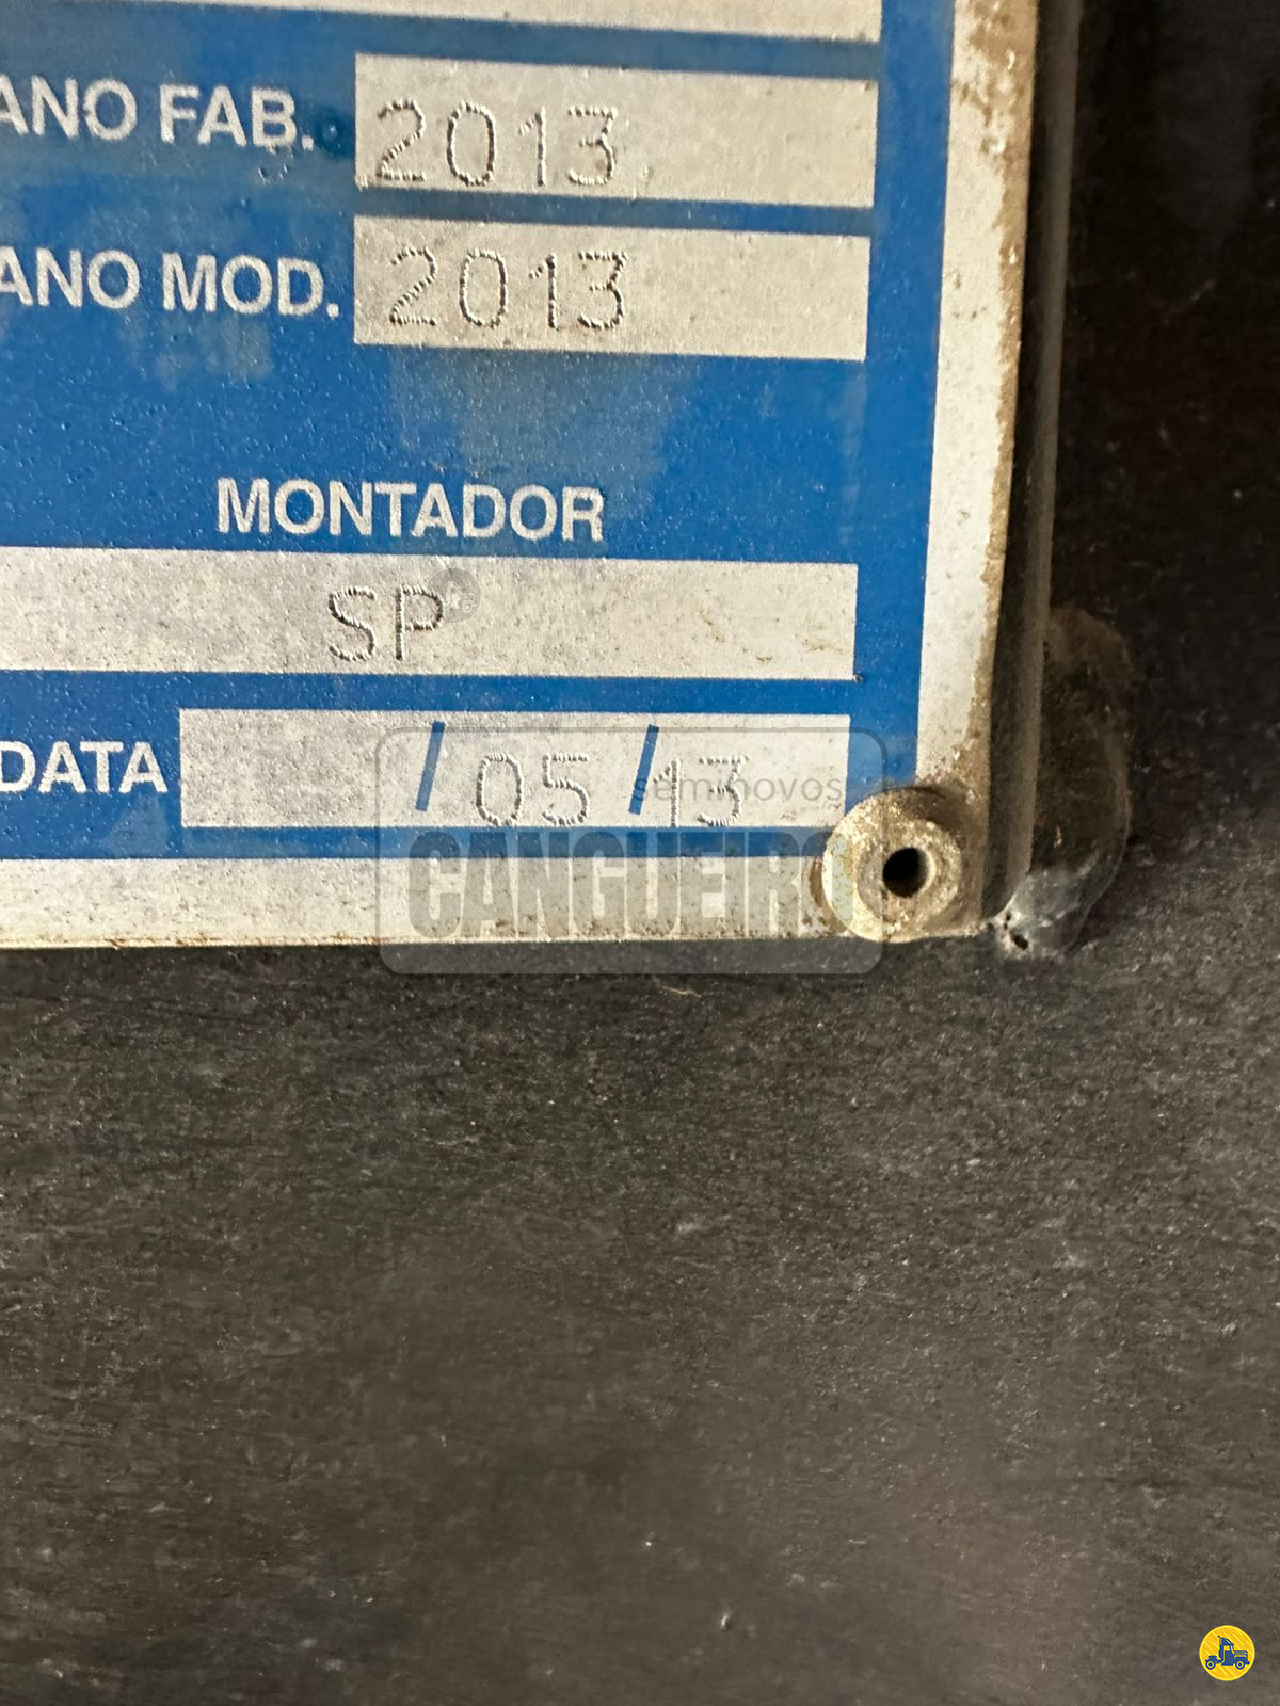 ANO FAB. 2013
ANO MOD. 2013
MONTADOR
SP
DATA / 05 / 13
seminovos
CANGUEIRO